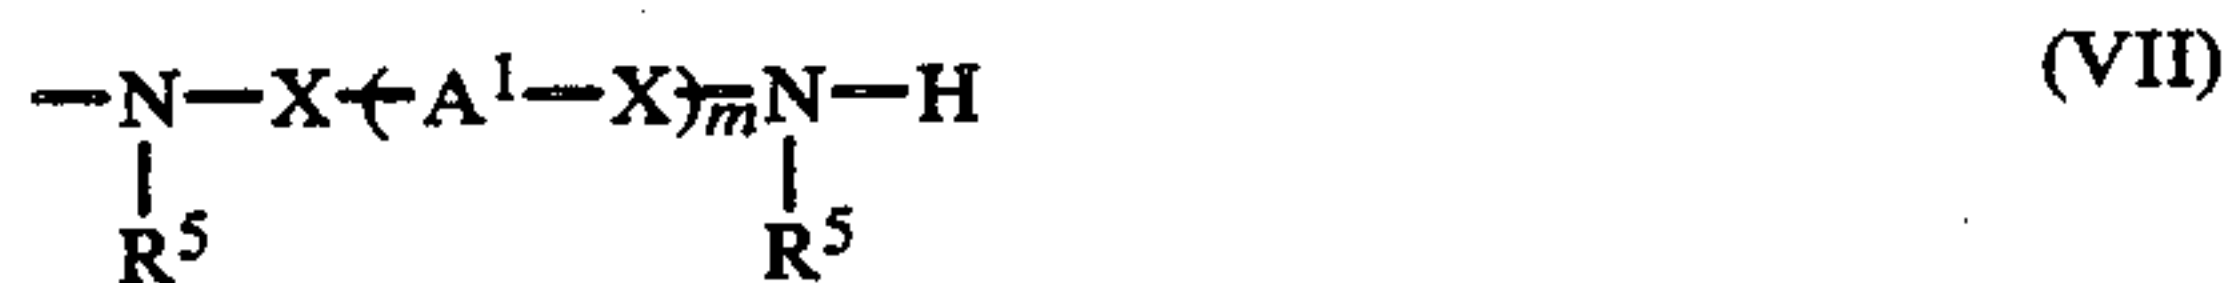 —N—X—(—A¹—X)—ₘN—H (VII)
R⁵ R⁵